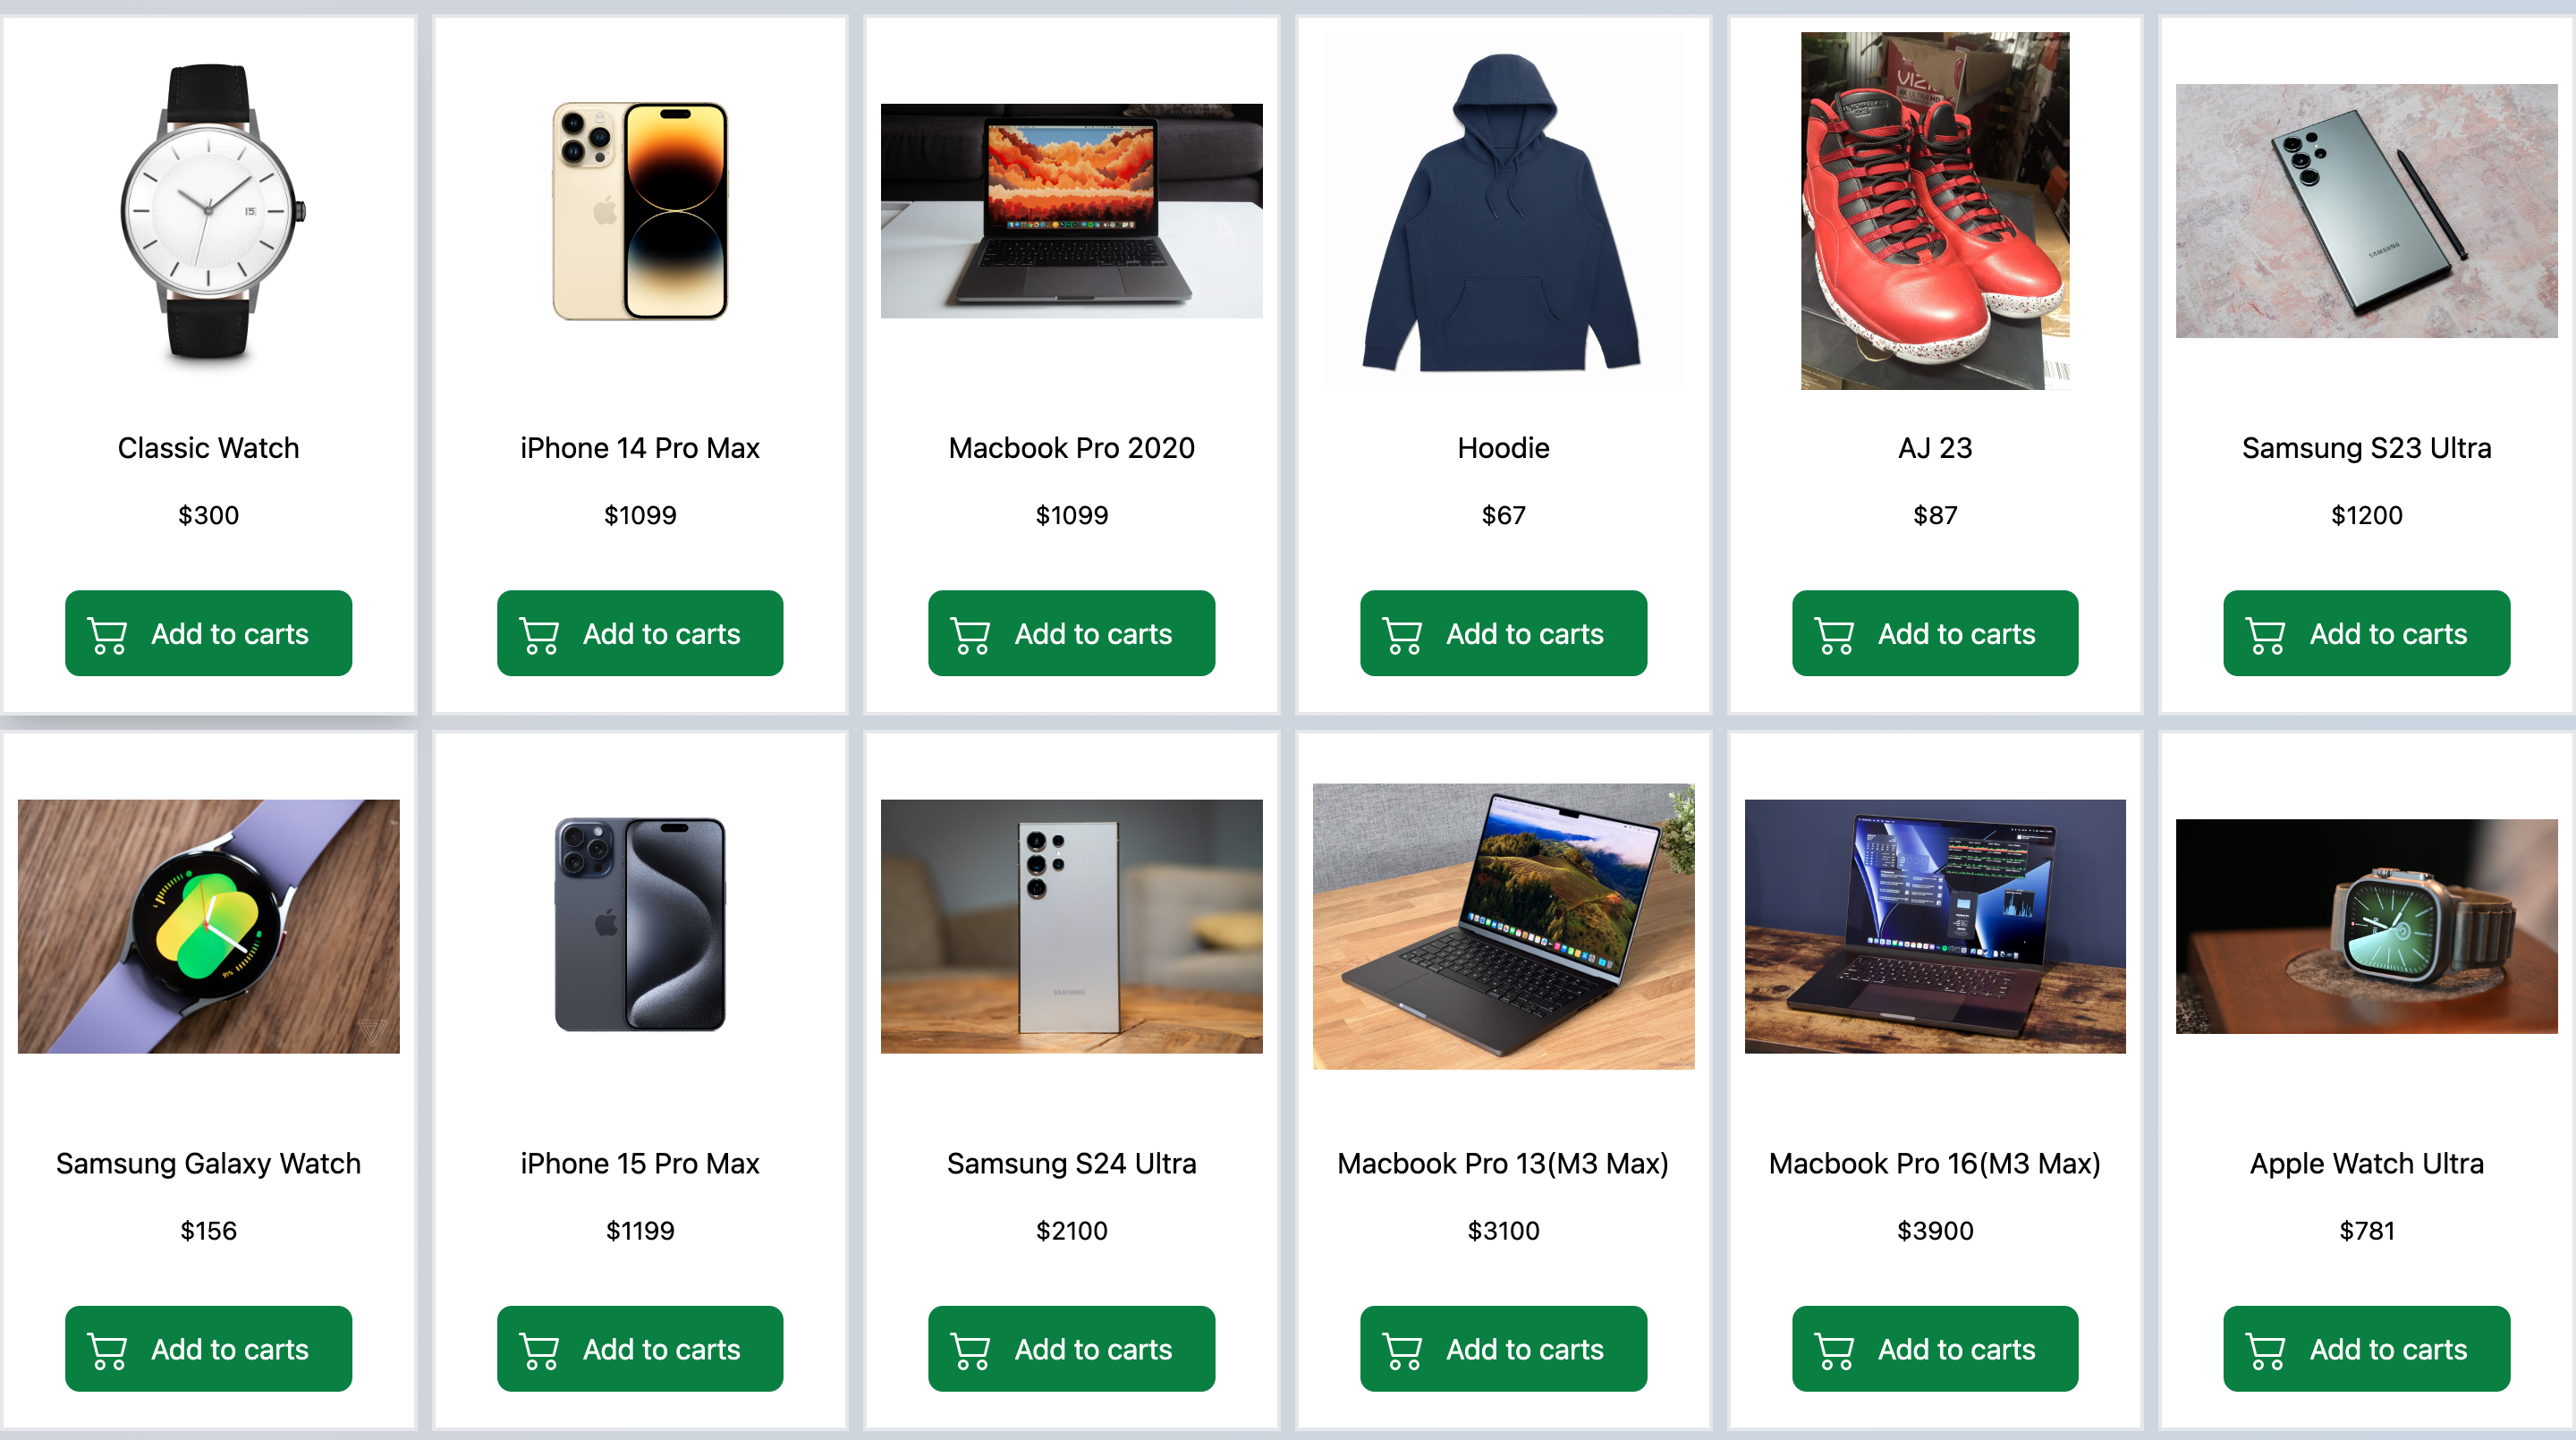 Classic Watch
$300
Add to carts
iPhone 14 Pro Max
$1099
Add to carts
Macbook Pro 2020
$1099
Add to carts
Hoodie
$67
Add to carts
AJ 23
$87
Add to carts
SAMSUNG
Samsung S23 Ultra
$1200
Add to carts
Samsung Galaxy Watch
$156
Add to carts
iPhone 15 Pro Max
$1199
Add to carts
SAMSUNG
Samsung S24 Ultra
$2100
Add to carts
Macbook Pro 13(M3 Max)
$3100
Add to carts
Macbook Pro 16(M3 Max)
$3900
Add to carts
Apple Watch Ultra
$781
Add to carts